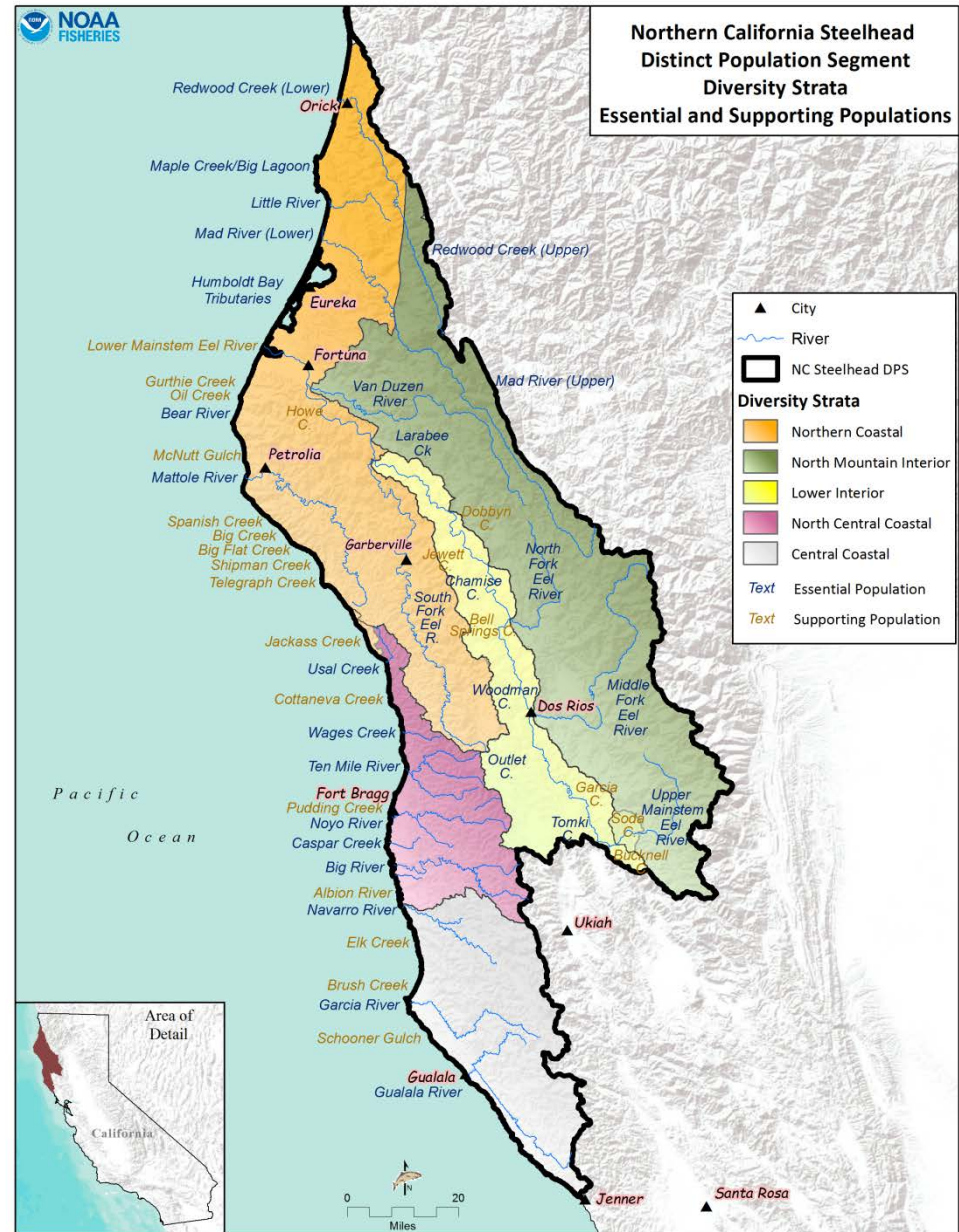 NOAA
FISHERIES
Northern California Steelhead
Distinct Population Segment
Diversity Strata
Essential and Supporting Populations
Redwood Creek (Lower)
Orick
Maple Creek/Big Lagoon
Little River
Mad River (Lower)
Redwood Creek (Upper)
Humboldt Bay
Tributaries
Eureka
Lower Mainstem Eel River
Fortuna
Mad River (Upper)
Gurthie Creek
Oil Creek
Bear River
Van Duzen
River
Howe
C.
Larabee
Ck
McNutt Gulch
Petrolia
Mattole River
Spanish Creek
Big Creek
Big Flat Creek
Shipman Creek
Telegraph Creek
Dobbyn
C.
Garberville
Jewett
C.
Chamise
C.
North
Fork
Eel
River
South
Fork
Eel
R.
Bell
Springs C.
Jackass Creek
Usal Creek
Cottaneva Creek
Woodman
C.
Dos Rios
Middle
Fork
Eel
River
Wages Creek
Ten Mile River
Outlet
C.
Fort Bragg
Pudding Creek
Noyo River
Caspar Creek
Big River
Garcia
C.
Soda
C.
Upper
Mainstem
Eel
River
Tomki
C.
Bucknell
Albion River
Navarro River
Ukiah
Elk Creek
Brush Creek
Garcia River
Schooner Gulch
Gualala
Gualala River
Jenner
Santa Rosa
Pacific
Ocean
City
River
NC Steelhead DPS
Diversity Strata
Northern Coastal
North Mountain Interior
Lower Interior
North Central Coastal
Central Coastal
Text Essential Population
Text Supporting Population
Area of
Detail
California
N
0 20
Miles